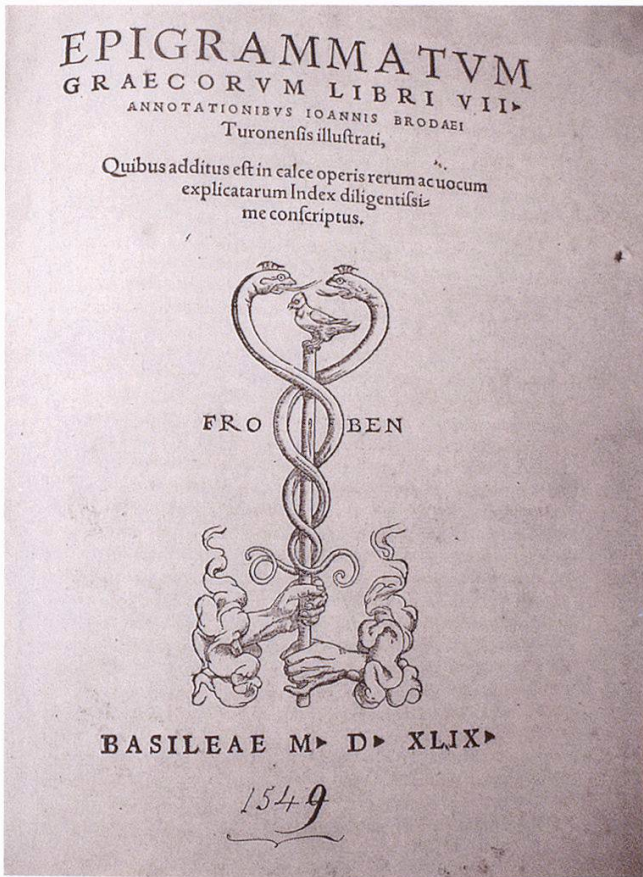 EPIGRAMMATVM
GRAECORVM LIBRI VII▸
ANNOTATIONIBVS IOANNIS BRODAEI
Turonenſis illuſtrati,
Quibus additus eſt in calce operis rerum ac uocum
explicatarum Index diligentiſsi⸗
me conſcriptus.
FRO BEN
BASILEAE M▸ D▸ XLIX▸
1549